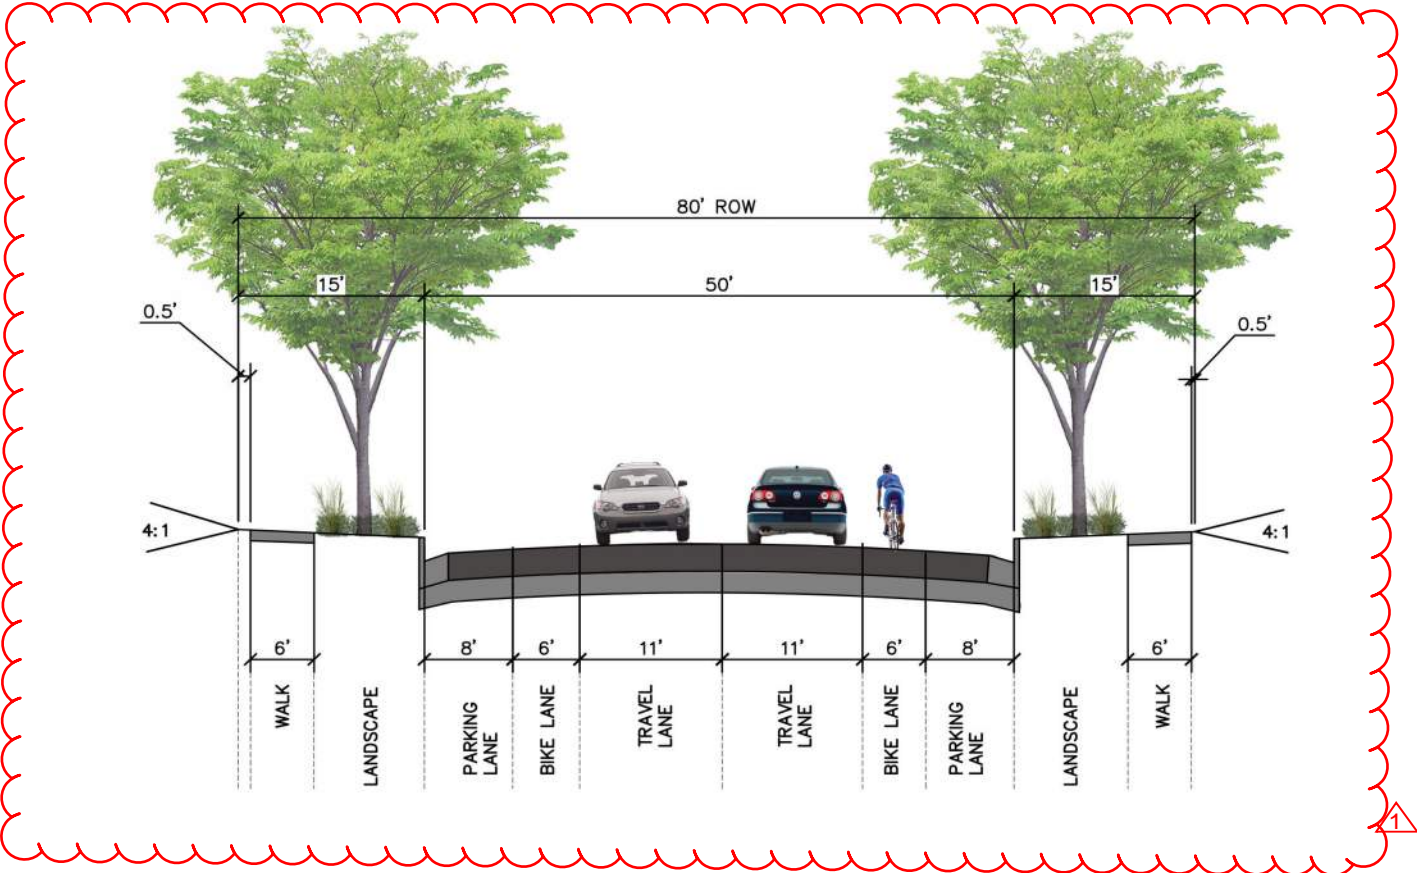 80' ROW
15'
50'
15'
0.5'
0.5'
4:1
4:1
6'
8'
6'
11'
11'
6'
8'
6'
WALK
LANDSCAPE
PARKING
LANE
BIKE LANE
TRAVEL
LANE
TRAVEL
LANE
BIKE LANE
PARKING
LANE
LANDSCAPE
WALK
1